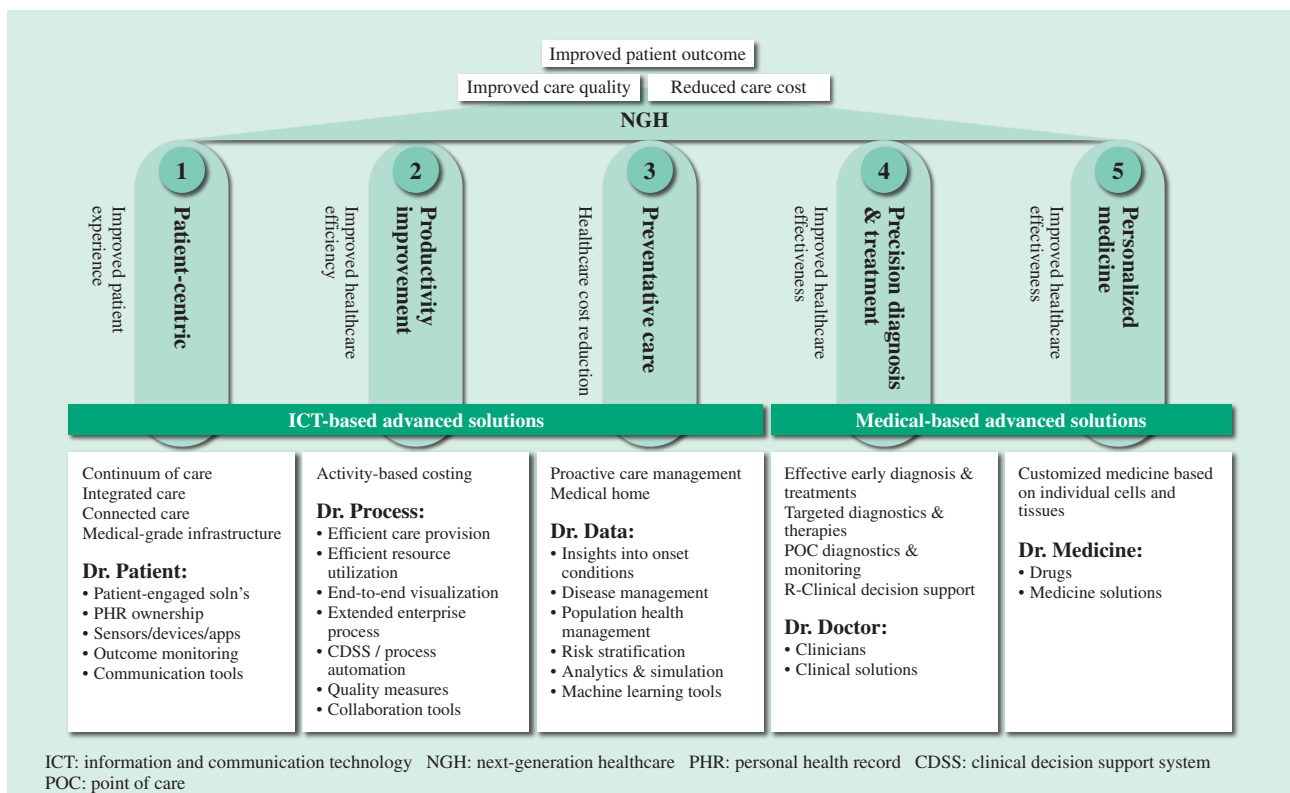 Improved patient outcome
Improved care quality
Reduced care cost
NGH
1
Patient-centric
Improved patient
experience
2
Productivity
improvement
Improved healthcare
efficiency
3
Preventative care
Healthcare cost reduction
4
Precision diagnosis
& treatment
Improved healthcare
effectiveness
5
Personalized
medicine
Improved healthcare
effectiveness
ICT-based advanced solutions
Medical-based advanced solutions
Continuum of care
Integrated care
Connected care
Medical-grade infrastructure
Dr. Patient:
• Patient-engaged soln's
• PHR ownership
• Sensors/devices/apps
• Outcome monitoring
• Communication tools
Activity-based costing
Dr. Process:
• Efficient care provision
• Efficient resource
utilization
• End-to-end visualization
• Extended enterprise
process
• CDSS / process
automation
• Quality measures
• Collaboration tools
Proactive care management
Medical home
Dr. Data:
• Insights into onset
conditions
• Disease management
• Population health
management
• Risk stratification
• Analytics & simulation
• Machine learning tools
Effective early diagnosis &
treatments
Targeted diagnostics &
therapies
POC diagnostics &
monitoring
R-Clinical decision support
Dr. Doctor:
• Clinicians
• Clinical solutions
Customized medicine based
on individual cells and
tissues
Dr. Medicine:
• Drugs
• Medicine solutions
ICT: information and communication technology NGH: next-generation healthcare PHR: personal health record CDSS: clinical decision support system
POC: point of care